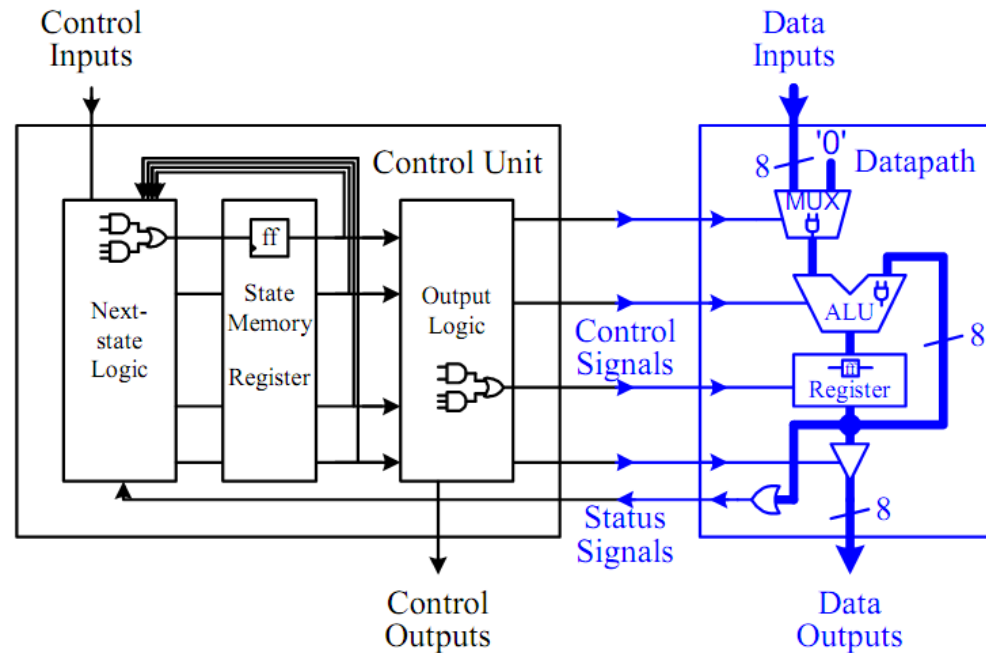 Control
Inputs
Data
Inputs
Control Unit
8
'0'
Datapath
MUX
ff
Next-
state
Logic
State
Memory
Register
Output
Logic
Control
Signals
ALU
8
ff
Register
Status
Signals
8
Control
Outputs
Data
Outputs